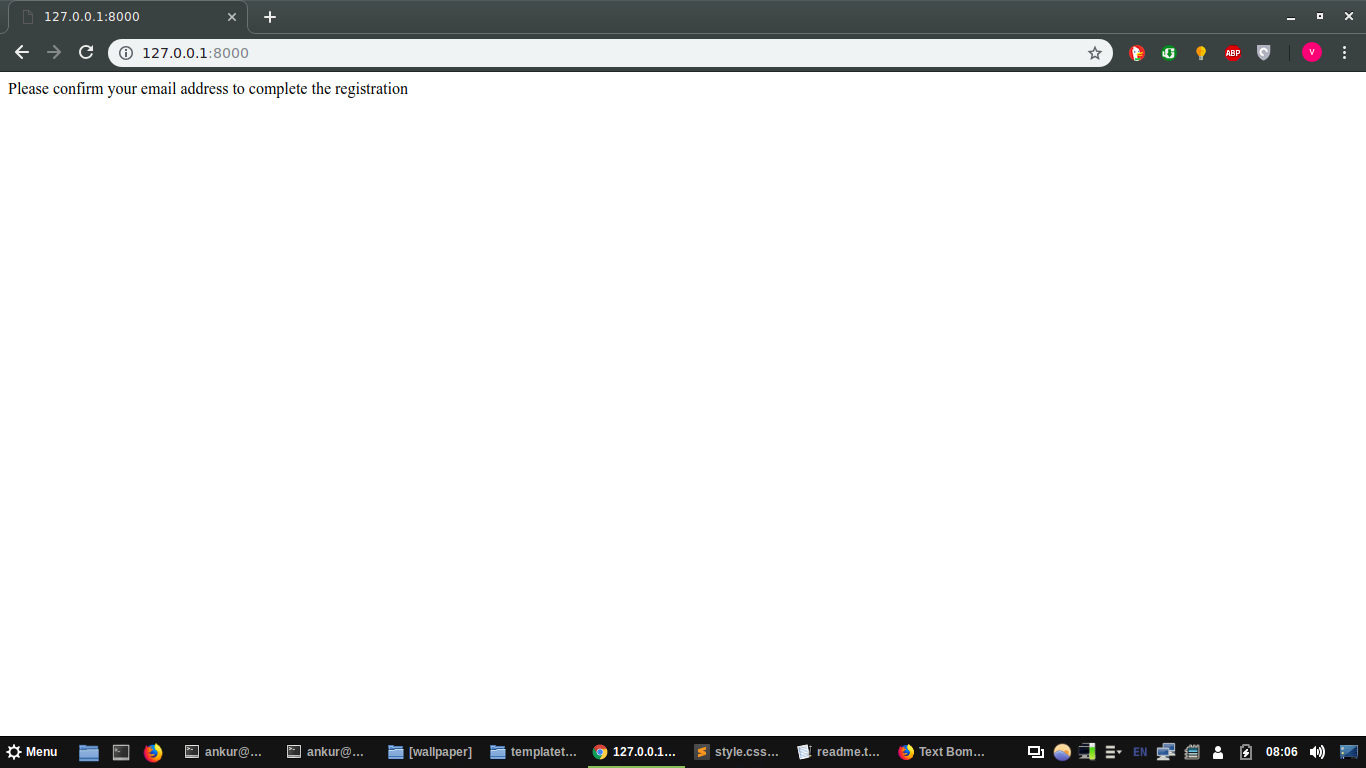 127.0.0.1:8000
127.0.0.1:8000
ABP
V
Please confirm your email address to complete the registration
Menu
ankur@...
ankur@...
[wallpaper]
templatet...
127.0.0.1...
style.css...
readme.t...
Text Bom...
EN
08:06